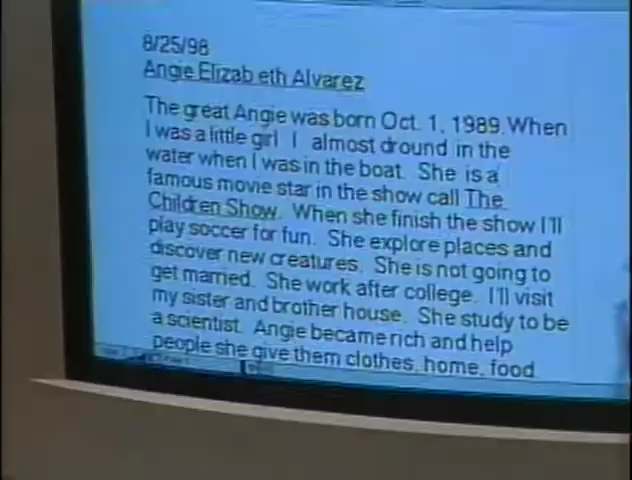 8/25/98
Angie Elizab eth Alvarez
The great Angie was born Oct. 1, 1989. When
I was a little girl I almost dround in the
water when I was in the boat. She is a
famous movie star in the show call The
Children Show. When she finish the show I'll
play soccer for fun. She explore places and
discover new creatures. She is not going to
get married. She work after college. I'll visit
my sister and brother house. She study to be
a scientist. Angie became rich and help
people she give them clothes, home, food